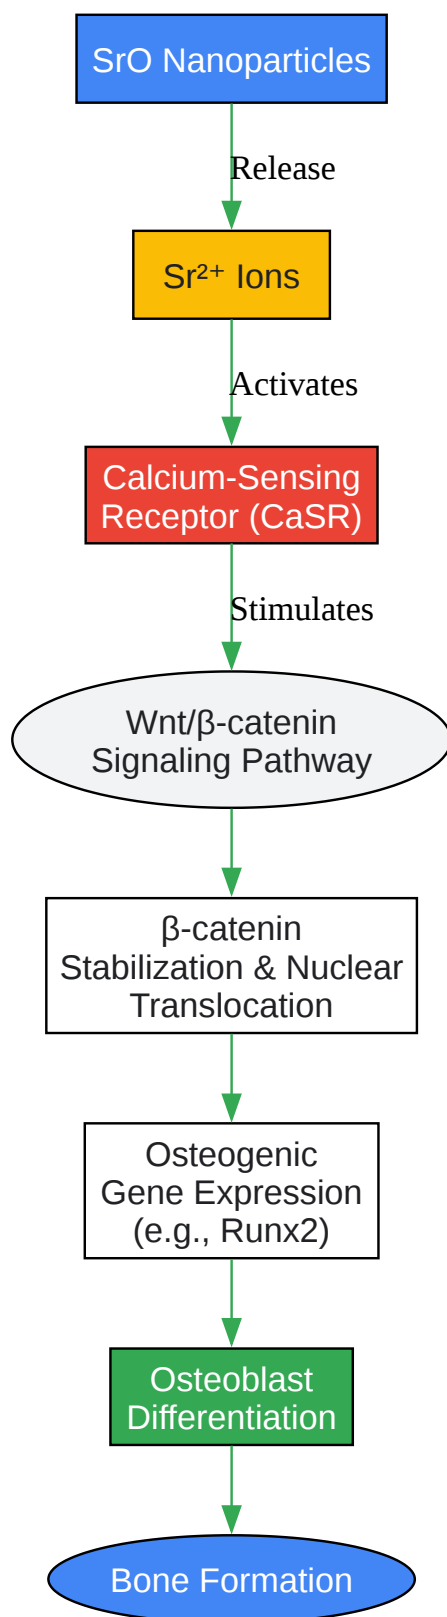 SrO Nanoparticles
Release
Sr²⁺ Ions
Activates
Calcium-Sensing
Receptor (CaSR)
Stimulates
Wnt/β-catenin
Signaling Pathway
β-catenin
Stabilization & Nuclear
Translocation
Osteogenic
Gene Expression
(e.g., Runx2)
Osteoblast
Differentiation
Bone Formation